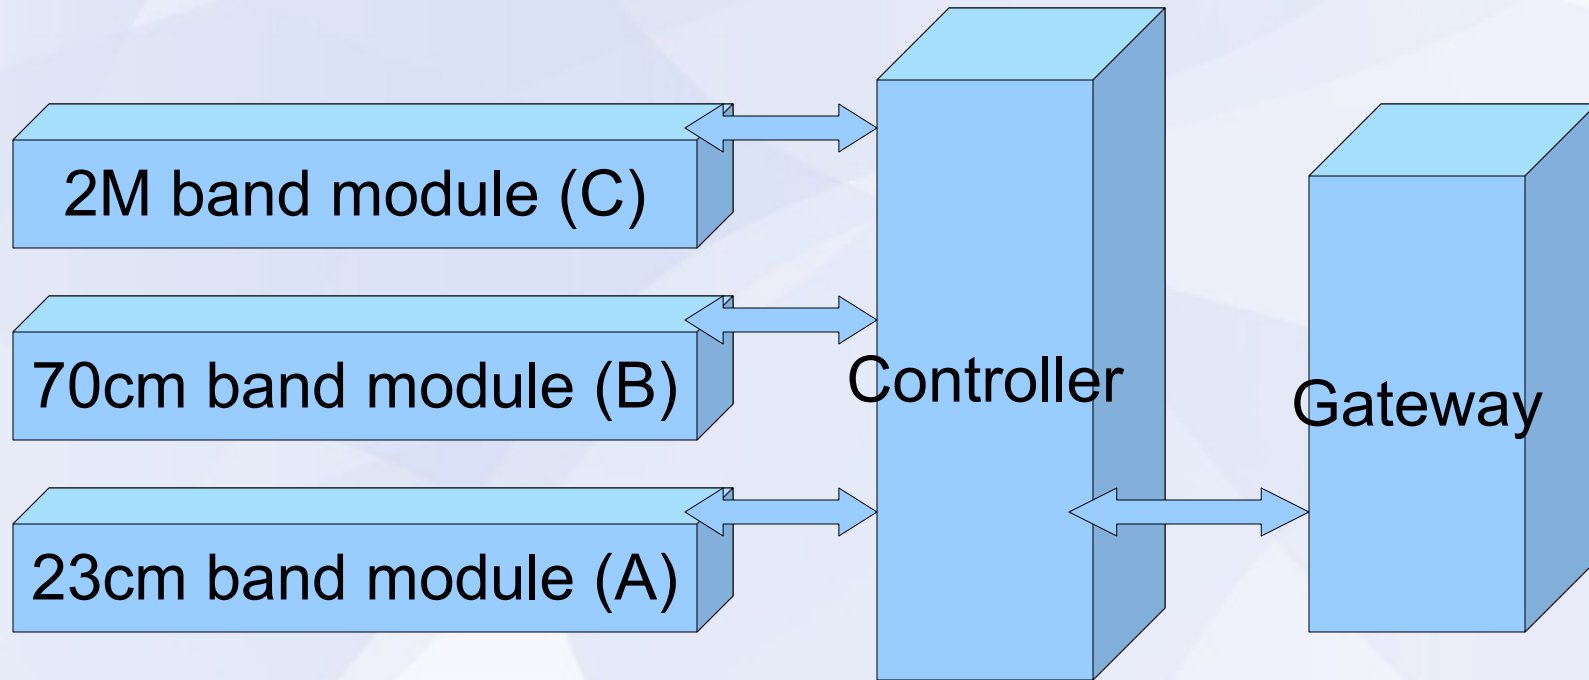 2M band module (C)
70cm band module (B)
23cm band module (A)
Controller
Gateway